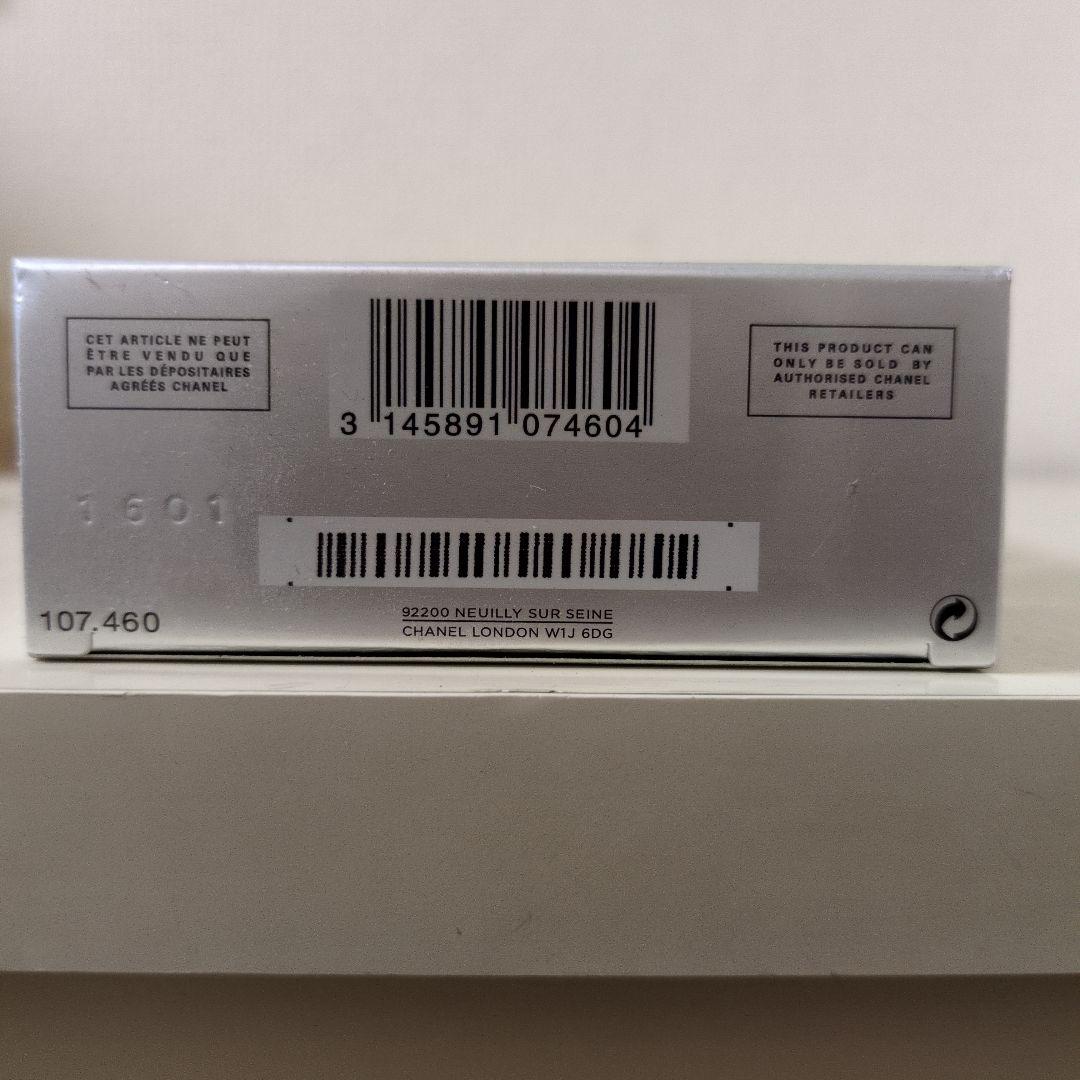 CET ARTICLE NE PEUT
ÊTRE VENDU QUE
PAR LES DÉPOSITAIRES
AGRÉÉS CHANEL
3 145891 074604
THIS PRODUCT CAN
ONLY BE SOLD BY
AUTHORISED CHANEL
RETAILERS
1601
107.460
92200 NEUILLY SUR SEINE
CHANEL LONDON W1J 6DG